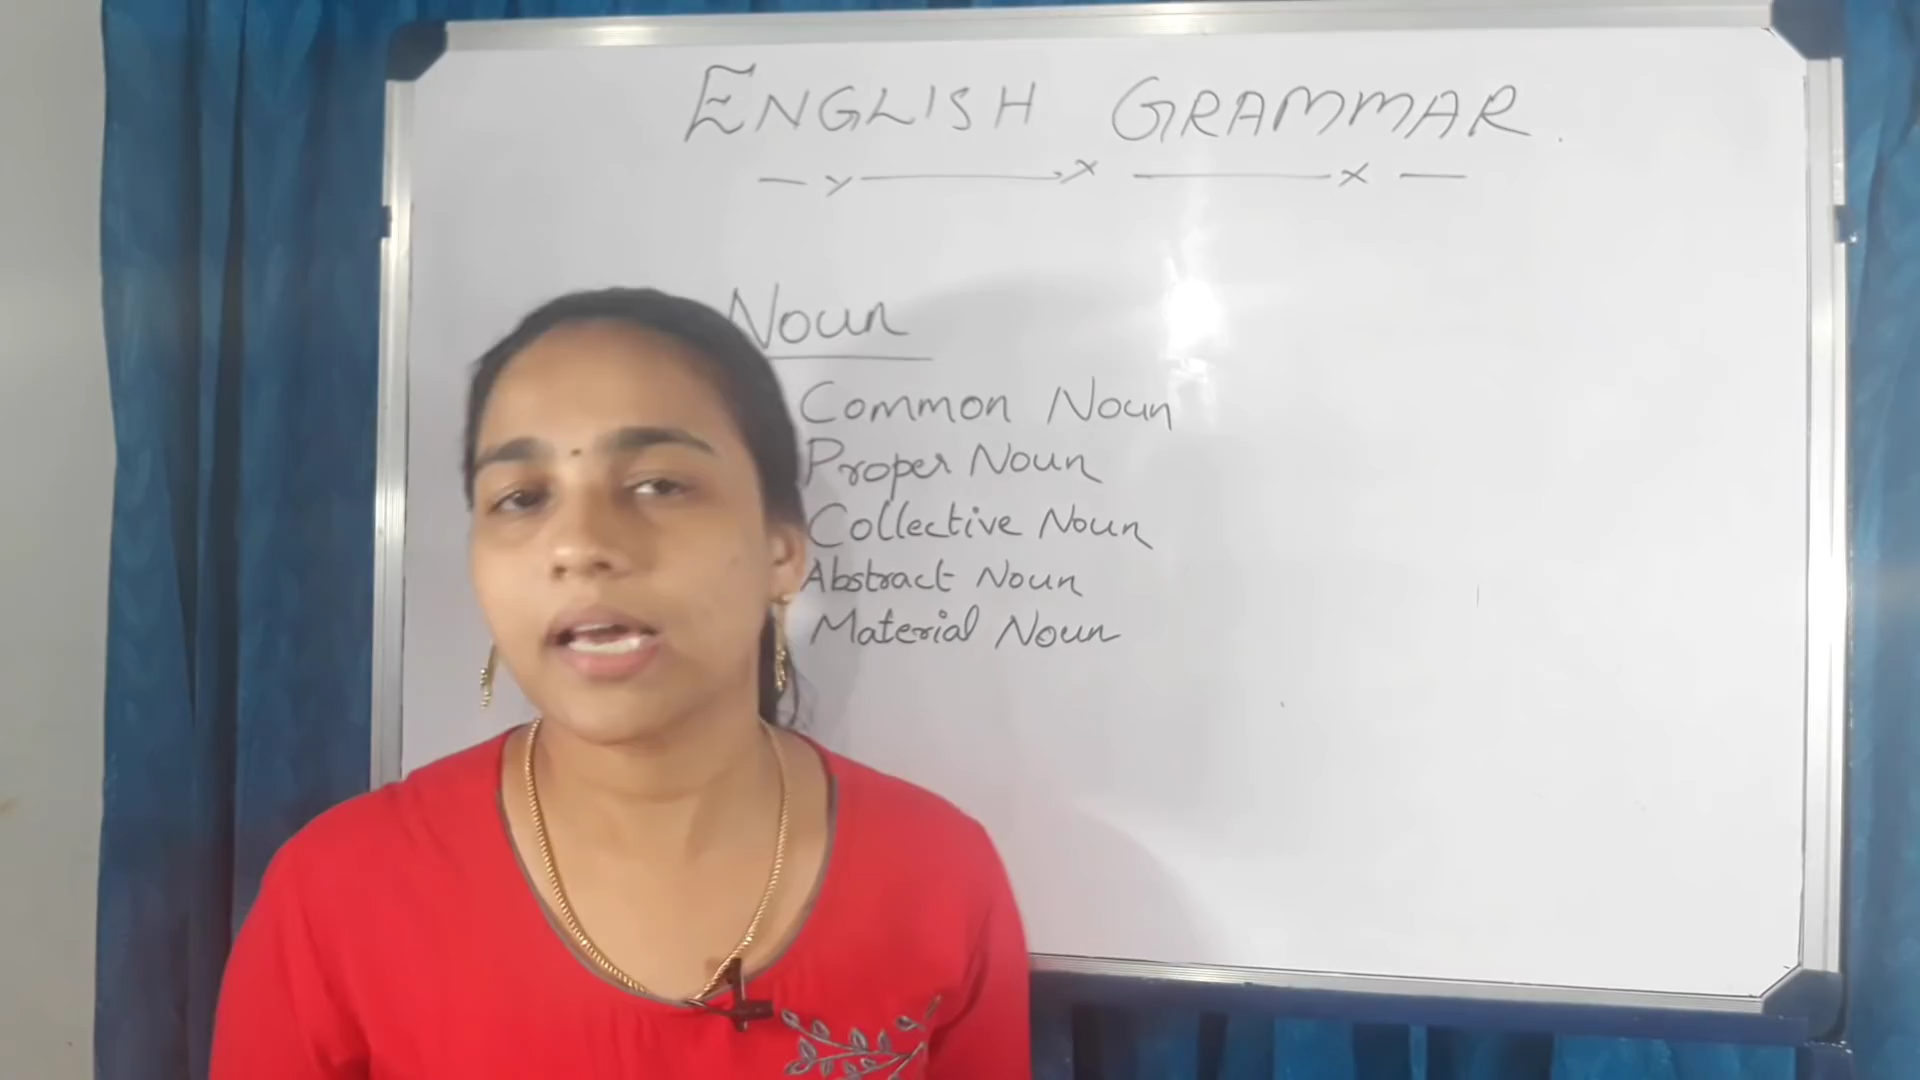 ENGLISH GRAMMAR.
Noun
Common Noun
Proper Noun
Collective Noun
Abstract Noun
Material Noun